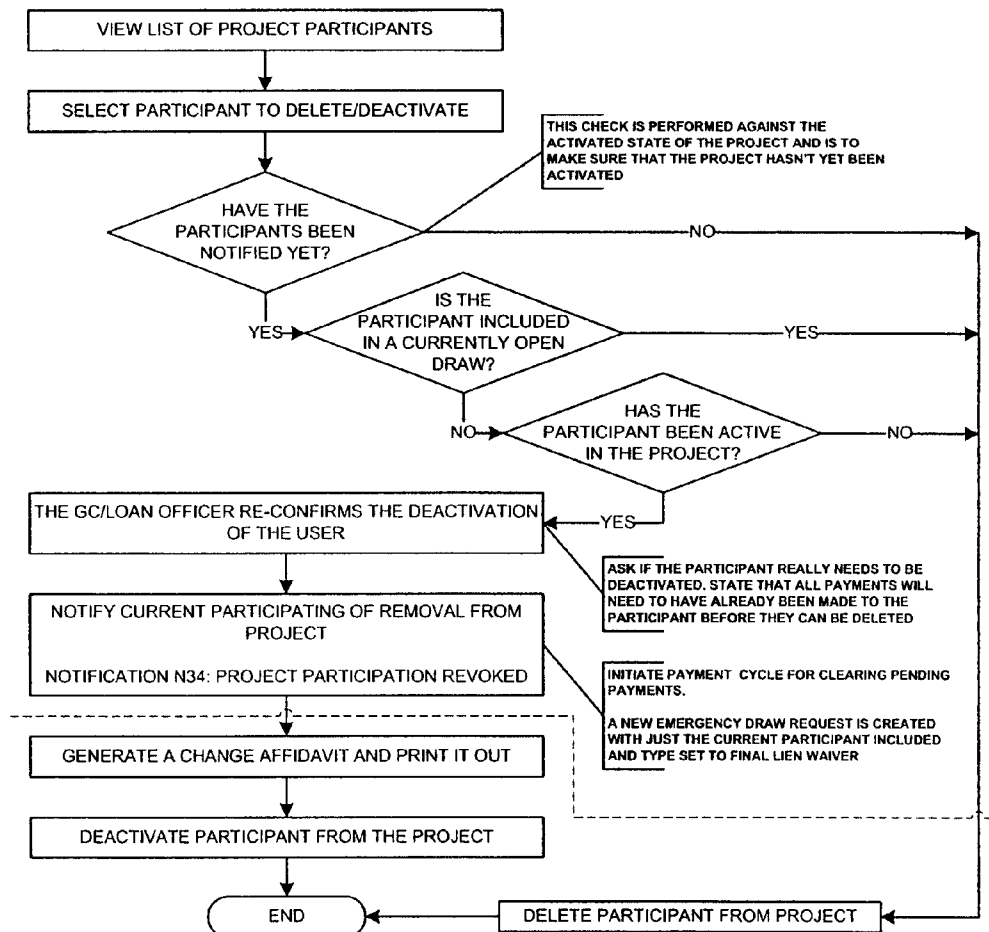 VIEW LIST OF PROJECT PARTICIPANTS
SELECT PARTICIPANT TO DELETE/DEACTIVATE
THIS CHECK IS PERFORMED AGAINST THE
ACTIVATED STATE OF THE PROJECT AND IS TO
MAKE SURE THAT THE PROJECT HASN'T YET BEEN
ACTIVATED
HAVE THE
PARTICIPANTS BEEN
NOTIFIED YET?
NO
YES
IS THE
PARTICIPANT INCLUDED
IN A CURRENTLY OPEN
DRAW?
YES
NO
HAS THE
PARTICIPANT BEEN ACTIVE
IN THE PROJECT?
NO
YES
THE GC/LOAN OFFICER RE-CONFIRMS THE DEACTIVATION
OF THE USER
ASK IF THE PARTICIPANT REALLY NEEDS TO BE
DEACTIVATED. STATE THAT ALL PAYMENTS WILL
NEED TO HAVE ALREADY BEEN MADE TO THE
PARTICIPANT BEFORE THEY CAN BE DELETED
NOTIFY CURRENT PARTICIPATING OF REMOVAL FROM
PROJECT
NOTIFICATION N34: PROJECT PARTICIPATION REVOKED
INITIATE PAYMENT CYCLE FOR CLEARING PENDING
PAYMENTS.
A NEW EMERGENCY DRAW REQUEST IS CREATED
WITH JUST THE CURRENT PARTICIPANT INCLUDED
AND TYPE SET TO FINAL LIEN WAIVER
GENERATE A CHANGE AFFIDAVIT AND PRINT IT OUT
DEACTIVATE PARTICIPANT FROM THE PROJECT
END
DELETE PARTICIPANT FROM PROJECT